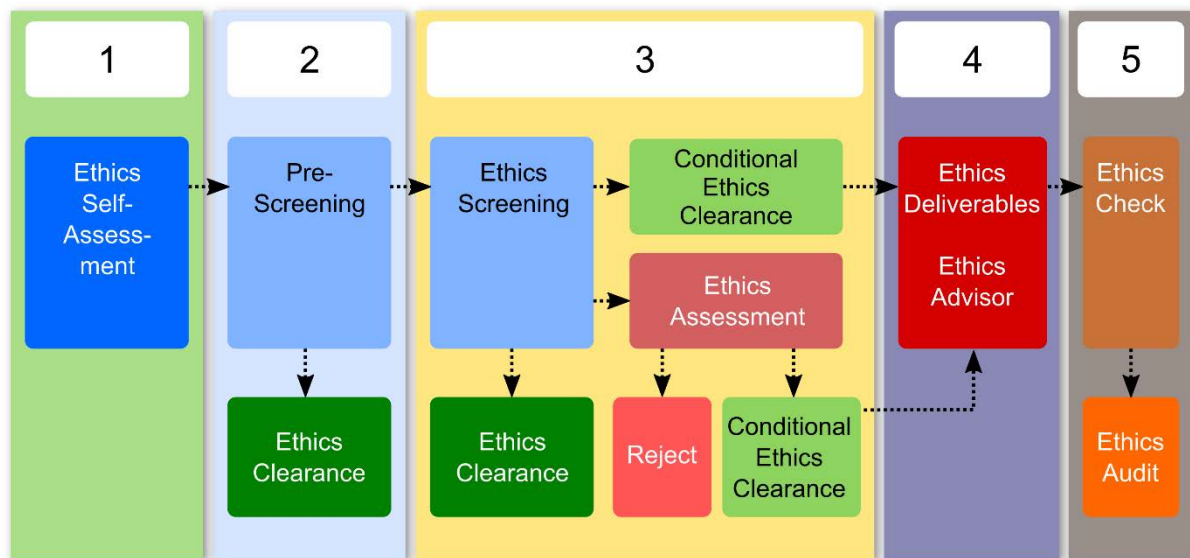 1
2
3
4
5
Ethics
Self-
Assess-
ment
Pre-
Screening
Ethics
Screening
Conditional
Ethics
Clearance
Ethics
Assessment
Ethics
Deliverables
Ethics
Advisor
Ethics
Check
Ethics
Clearance
Ethics
Clearance
Reject
Conditional
Ethics
Clearance
Ethics
Audit